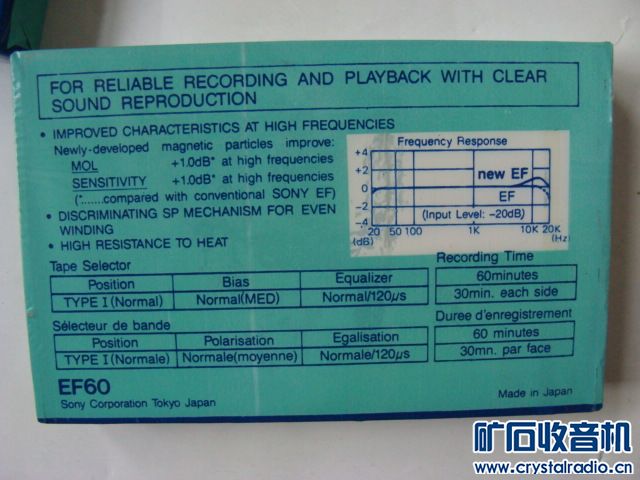 FOR RELIABLE RECORDING AND PLAYBACK WITH CLEAR
SOUND REPRODUCTION
• IMPROVED CHARACTERISTICS AT HIGH FREQUENCIES
Newly-developed magnetic particles improve:
MOL +1.0dB* at high frequencies
SENSITIVITY +1.0dB* at high frequencies
(*......compared with conventional SONY EF)
• DISCRIMINATING SP MECHANISM FOR EVEN
WINDING
• HIGH RESISTANCE TO HEAT
Frequency Response
+4
+2
0
-2
-4
new EF
EF
(Input Level: -20dB)
20 50 100 1K 10K 20K
(dB) (Hz)
Tape Selector
Position Bias Equalizer
TYPE I (Normal) Normal(MED) Normal/120μs
Recording Time
60minutes
30min. each side
Sélecteur de bande
Position Polarisation Egalisation
TYPE I (Normale) Normale(moyenne) Normale/120μs
Duree d'enregistrement
60 minutes
30mn. par face
EF60
Sony Corporation Tokyo Japan
Made in Japan
矿石收音机
www.crystalradio.cn